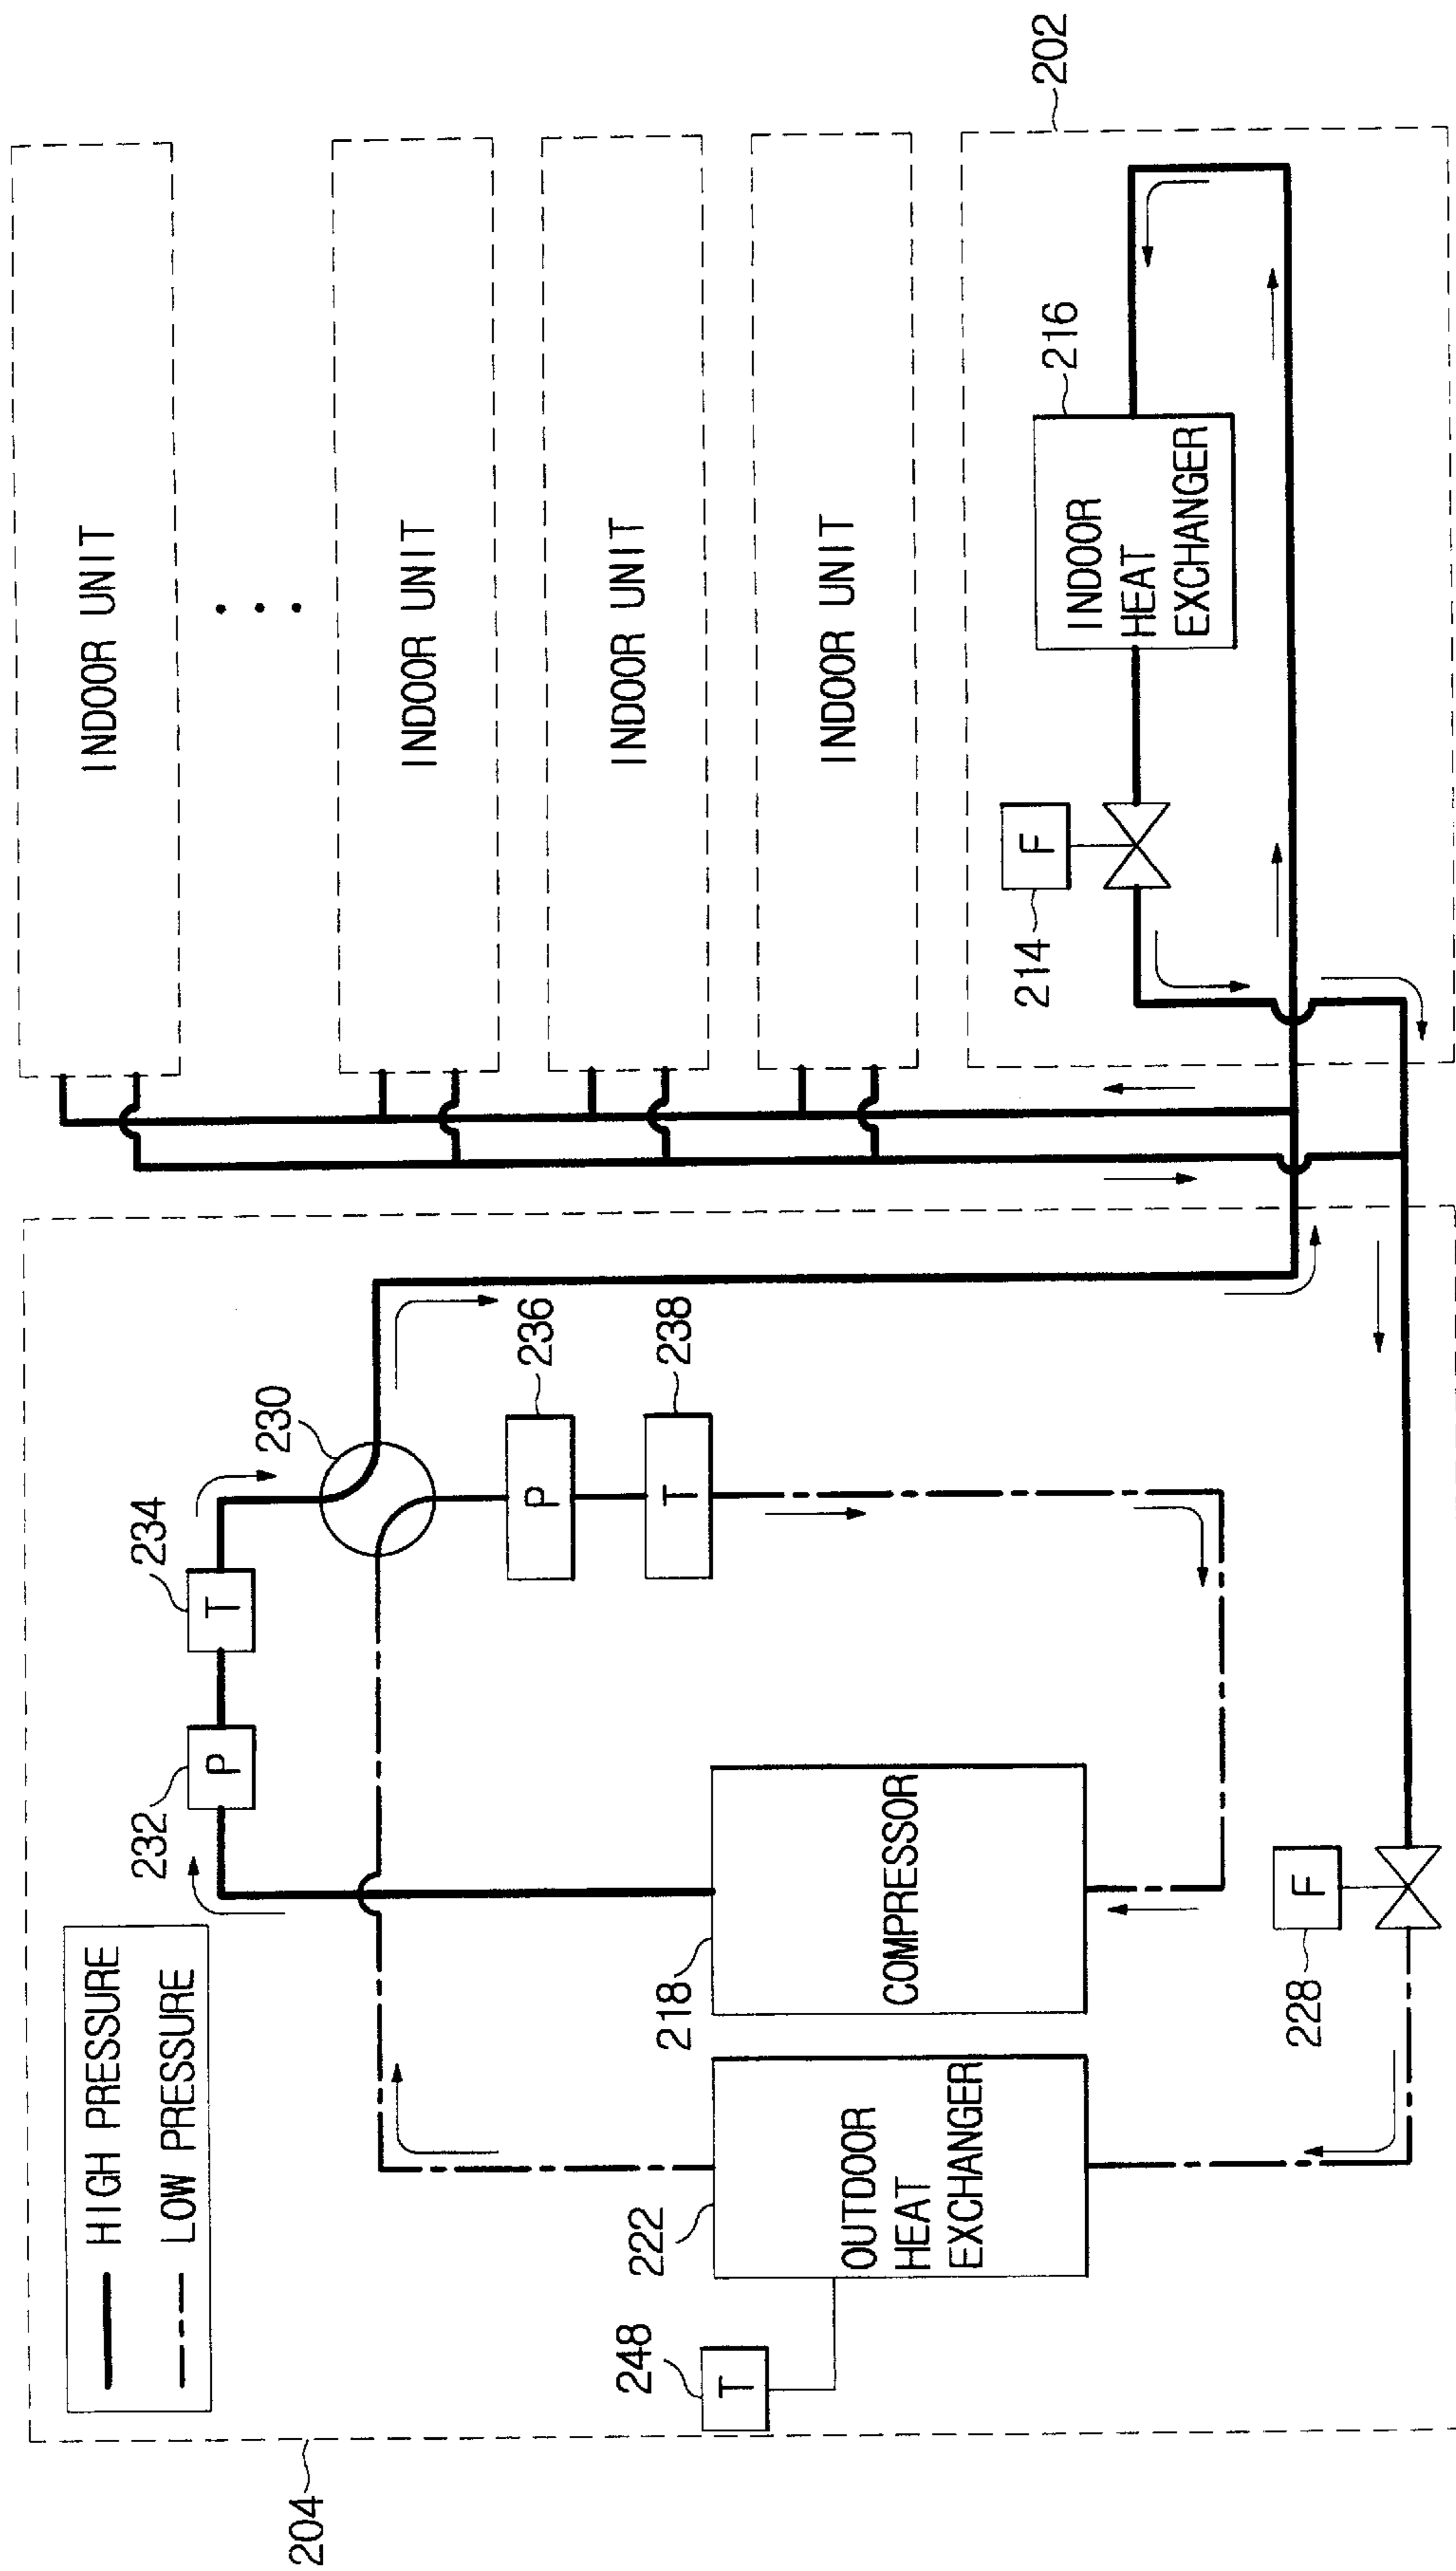 204
HIGH PRESSURE
LOW PRESSURE
248
T
222
OUTDOOR
HEAT
EXCHANGER
218
COMPRESSOR
228
F
232
P
234
T
230
236
P
238
T
INDOOR UNIT
INDOOR UNIT
INDOOR UNIT
INDOOR UNIT
214
F
216
INDOOR
HEAT
EXCHANGER
202